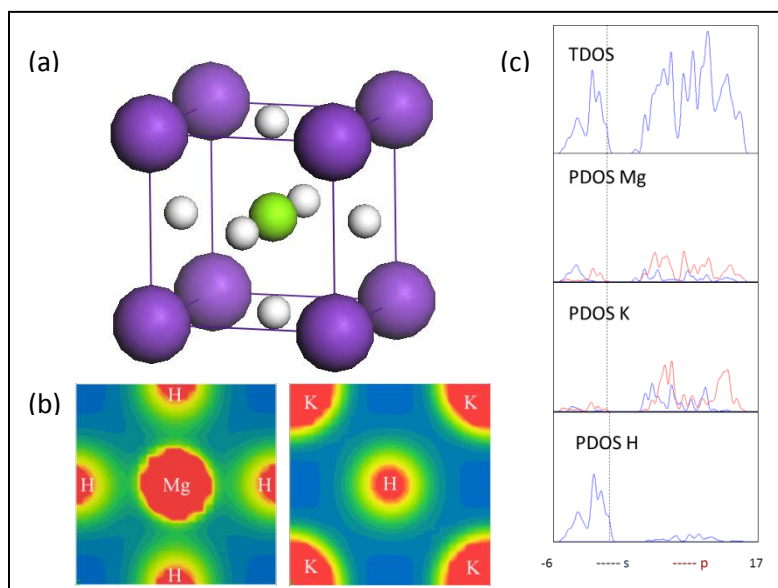 (a)
(b)
H
H Mg H
H
K K
H
K K
(c)
TDOS
PDOS Mg
PDOS K
PDOS H
-6 ----- s ----- p 17